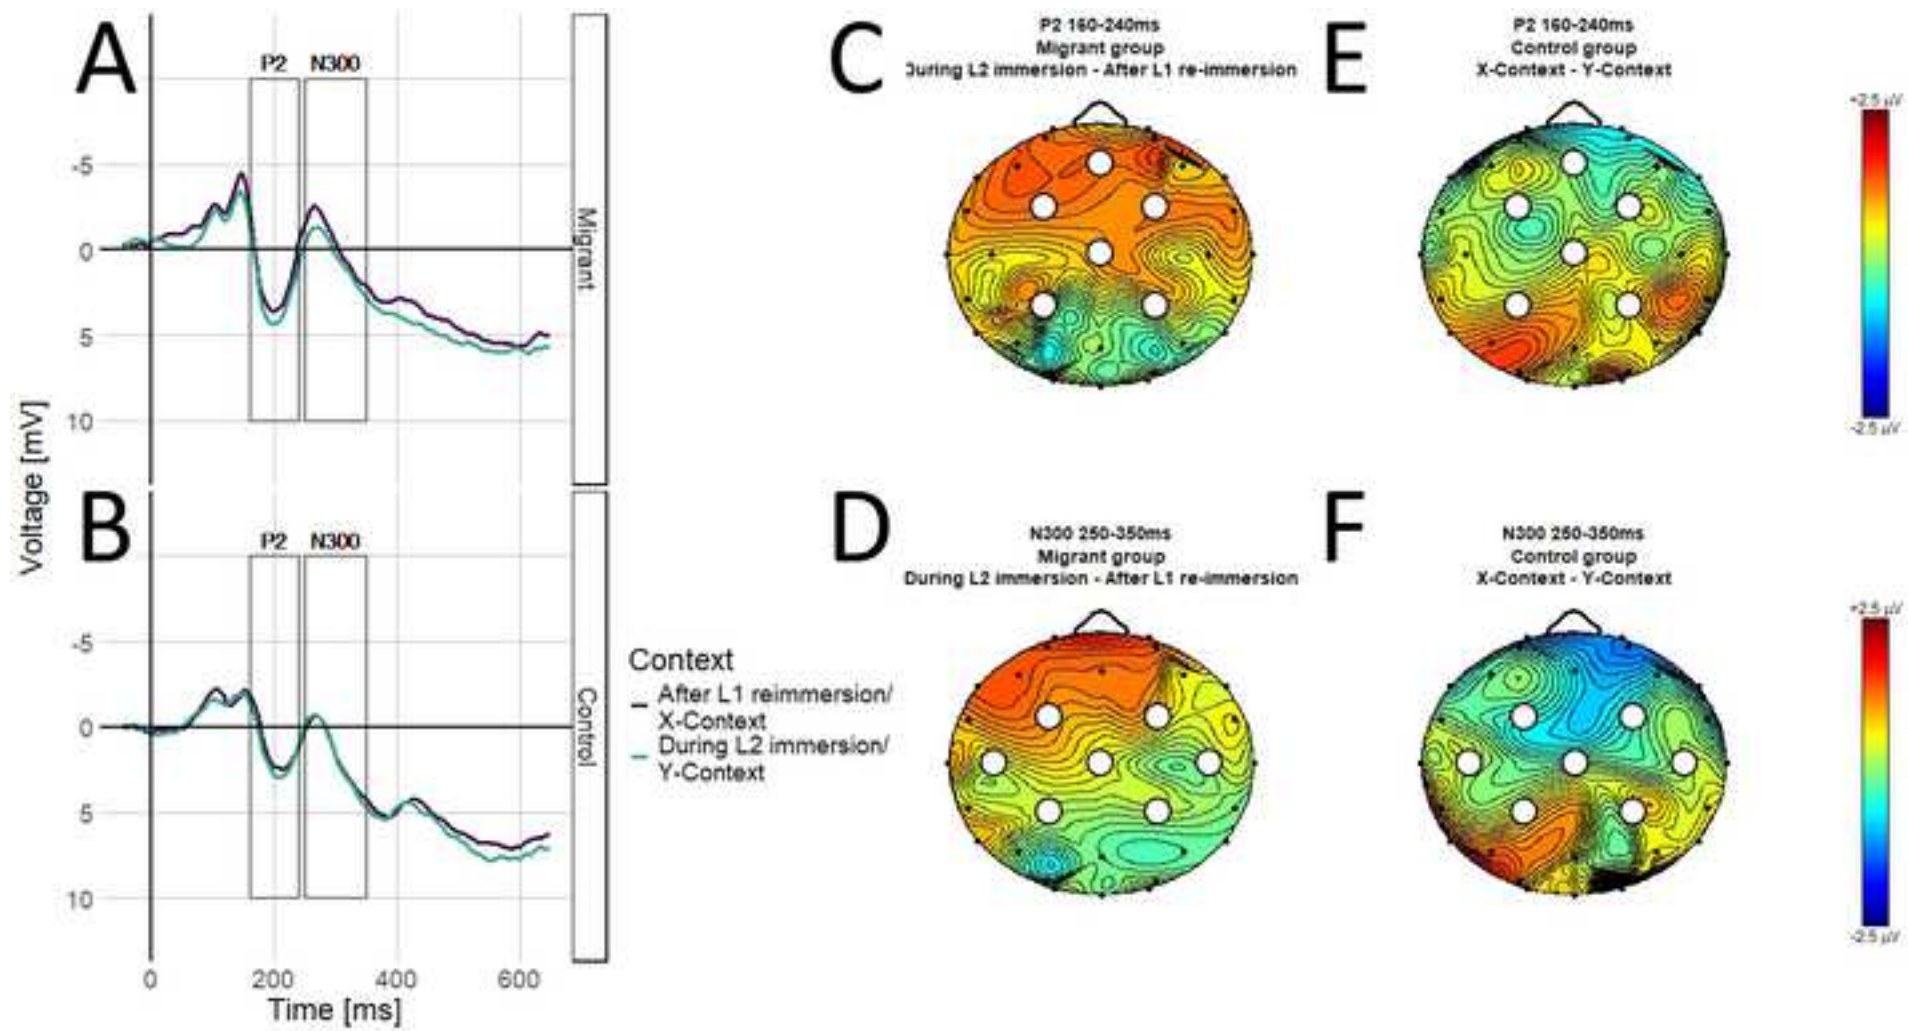 A
P2 N300
-5
0
5
10
Migrant
Voltage [mV]
B
P2 N300
-5
0
5
10
0 200 400 600
Time [ms]
Control
Context
After L1 reimmersion/
X-Context
During L2 immersion/
Y-Context
C
P2 160-240ms
Migrant group
During L2 immersion - After L1 re-immersion
E
P2 160-240ms
Control group
X-Context - Y-Context
+2.5 μV
-2.5 μV
D
N300 250-350ms
Migrant group
During L2 immersion - After L1 re-immersion
F
N300 250-350ms
Control group
X-Context - Y-Context
+2.5 μV
-2.5 μV